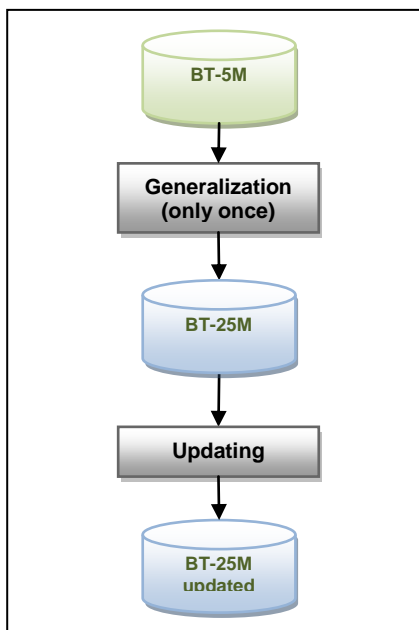 BT-5M
Generalization
(only once)
BT-25M
Updating
BT-25M
updated